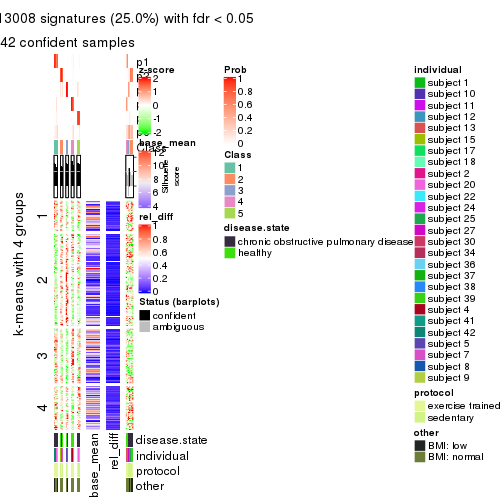 13008 signatures (25.0%) with fdr < 0.05
42 confident samples
p1
z-score
2
1
0
-1
-2
base_mean
12
10
8
6
4
rel_diff
1
0.8
0.6
0.4
0.2
0
Silhouette
score
Status (barplots)
confident
ambiguous
k-means with 4 groups
1
2
3
4
base_mean
rel_diff
disease.state
individual
protocol
other
Prob
1
0.8
0.6
0.4
0.2
0
Class
1
2
3
4
5
disease.state
chronic obstructive pulmonary disease
healthy
individual
subject 1
subject 10
subject 11
subject 12
subject 13
subject 15
subject 17
subject 18
subject 2
subject 20
subject 22
subject 24
subject 25
subject 27
subject 30
subject 34
subject 36
subject 37
subject 38
subject 39
subject 4
subject 41
subject 42
subject 5
subject 7
subject 8
subject 9
protocol
exercise trained
sedentary
other
BMI: low
BMI: normal